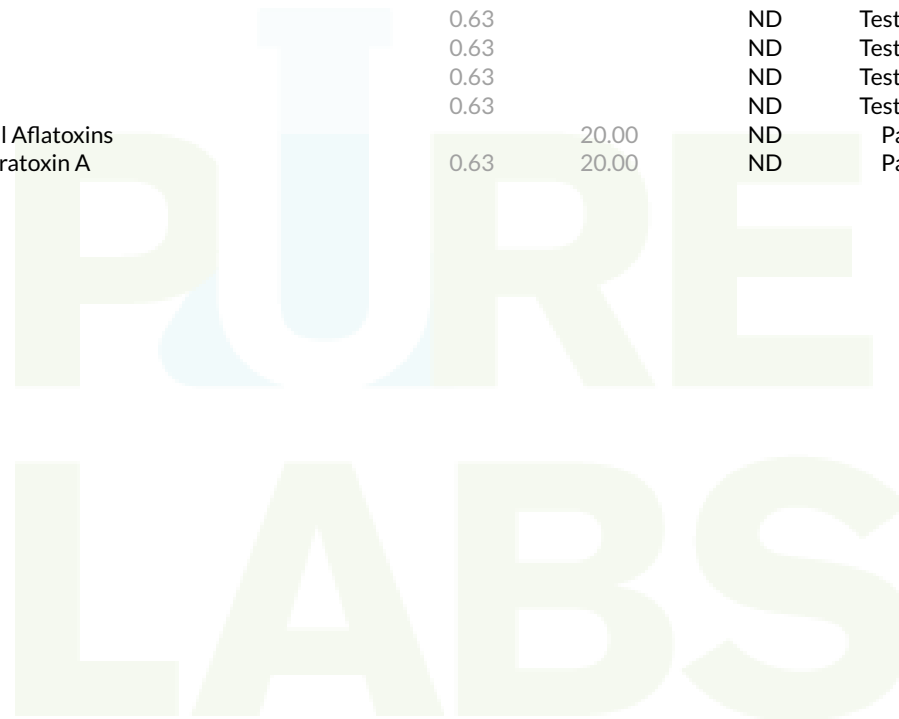 0.63 ND Test
0.63 ND Test
0.63 ND Test
0.63 ND Test
l Aflatoxins 20.00 ND Pa
ratoxin A 0.63 20.00 ND Pa
PURE
LABS